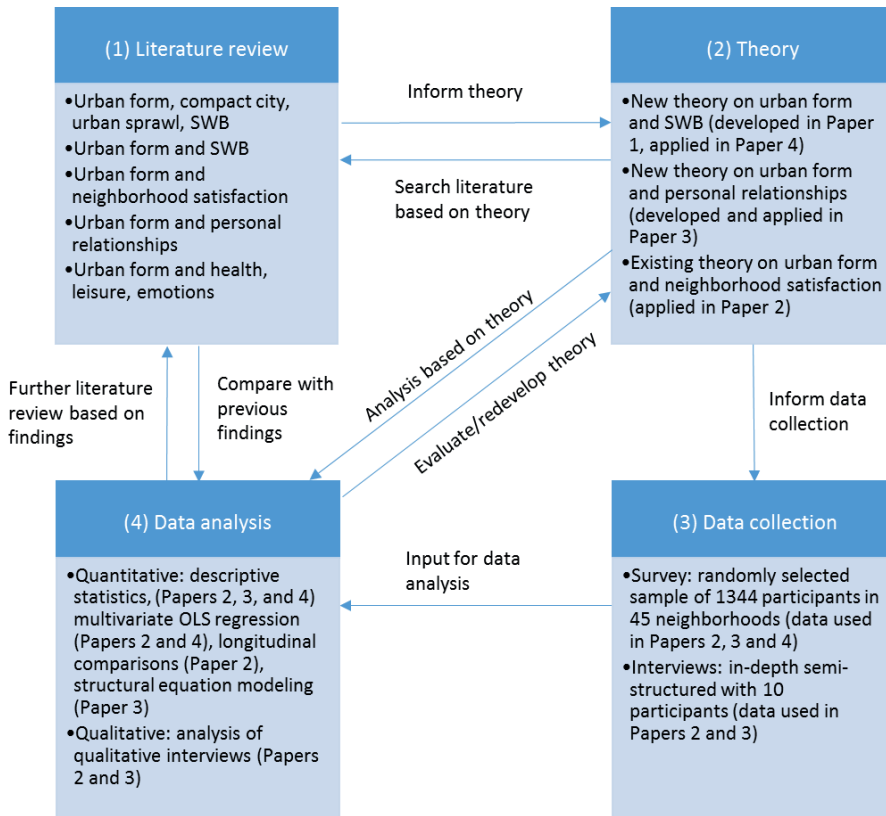 (1) Literature review
•Urban form, compact city,
urban sprawl, SWB
•Urban form and SWB
•Urban form and
neighborhood satisfaction
•Urban form and personal
relationships
•Urban form and health,
leisure, emotions
Inform theory
Search literature
based on theory
(2) Theory
•New theory on urban form
and SWB (developed in Paper
1, applied in Paper 4)
•New theory on urban form
and personal relationships
(developed and applied in
Paper 3)
•Existing theory on urban form
and neighborhood satisfaction
(applied in Paper 2)
Further literature
review based on
findings
Compare with
previous
findings
Analysis based on theory
Evaluate/redevelop theory
Inform data
collection
(4) Data analysis
•Quantitative: descriptive
statistics, (Papers 2, 3, and 4)
multivariate OLS regression
(Papers 2 and 4), longitudinal
comparisons (Paper 2),
structural equation modeling
(Paper 3)
•Qualitative: analysis of
qualitative interviews (Papers
2 and 3)
Input for data
analysis
(3) Data collection
•Survey: randomly selected
sample of 1344 participants in
45 neighborhoods (data used
in Papers 2, 3 and 4)
•Interviews: in-depth semi-
structured with 10
participants (data used in
Papers 2 and 3)